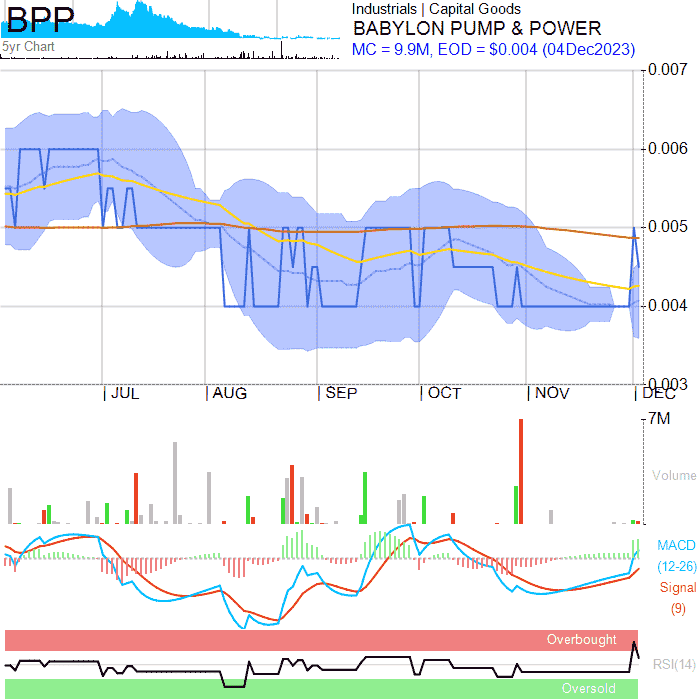 BPP
5yr Chart
Industrials | Capital Goods
BABYLON PUMP & POWER
MC = 9.9M, EOD = $0.004 (04Dec2023)
0.007
0.006
0.005
0.004
0.003
JUL
AUG
SEP
OCT
NOV
DEC
7M
Volume
MACD
(12-26)
Signal
(9)
Overbought
RSI(14)
Oversold